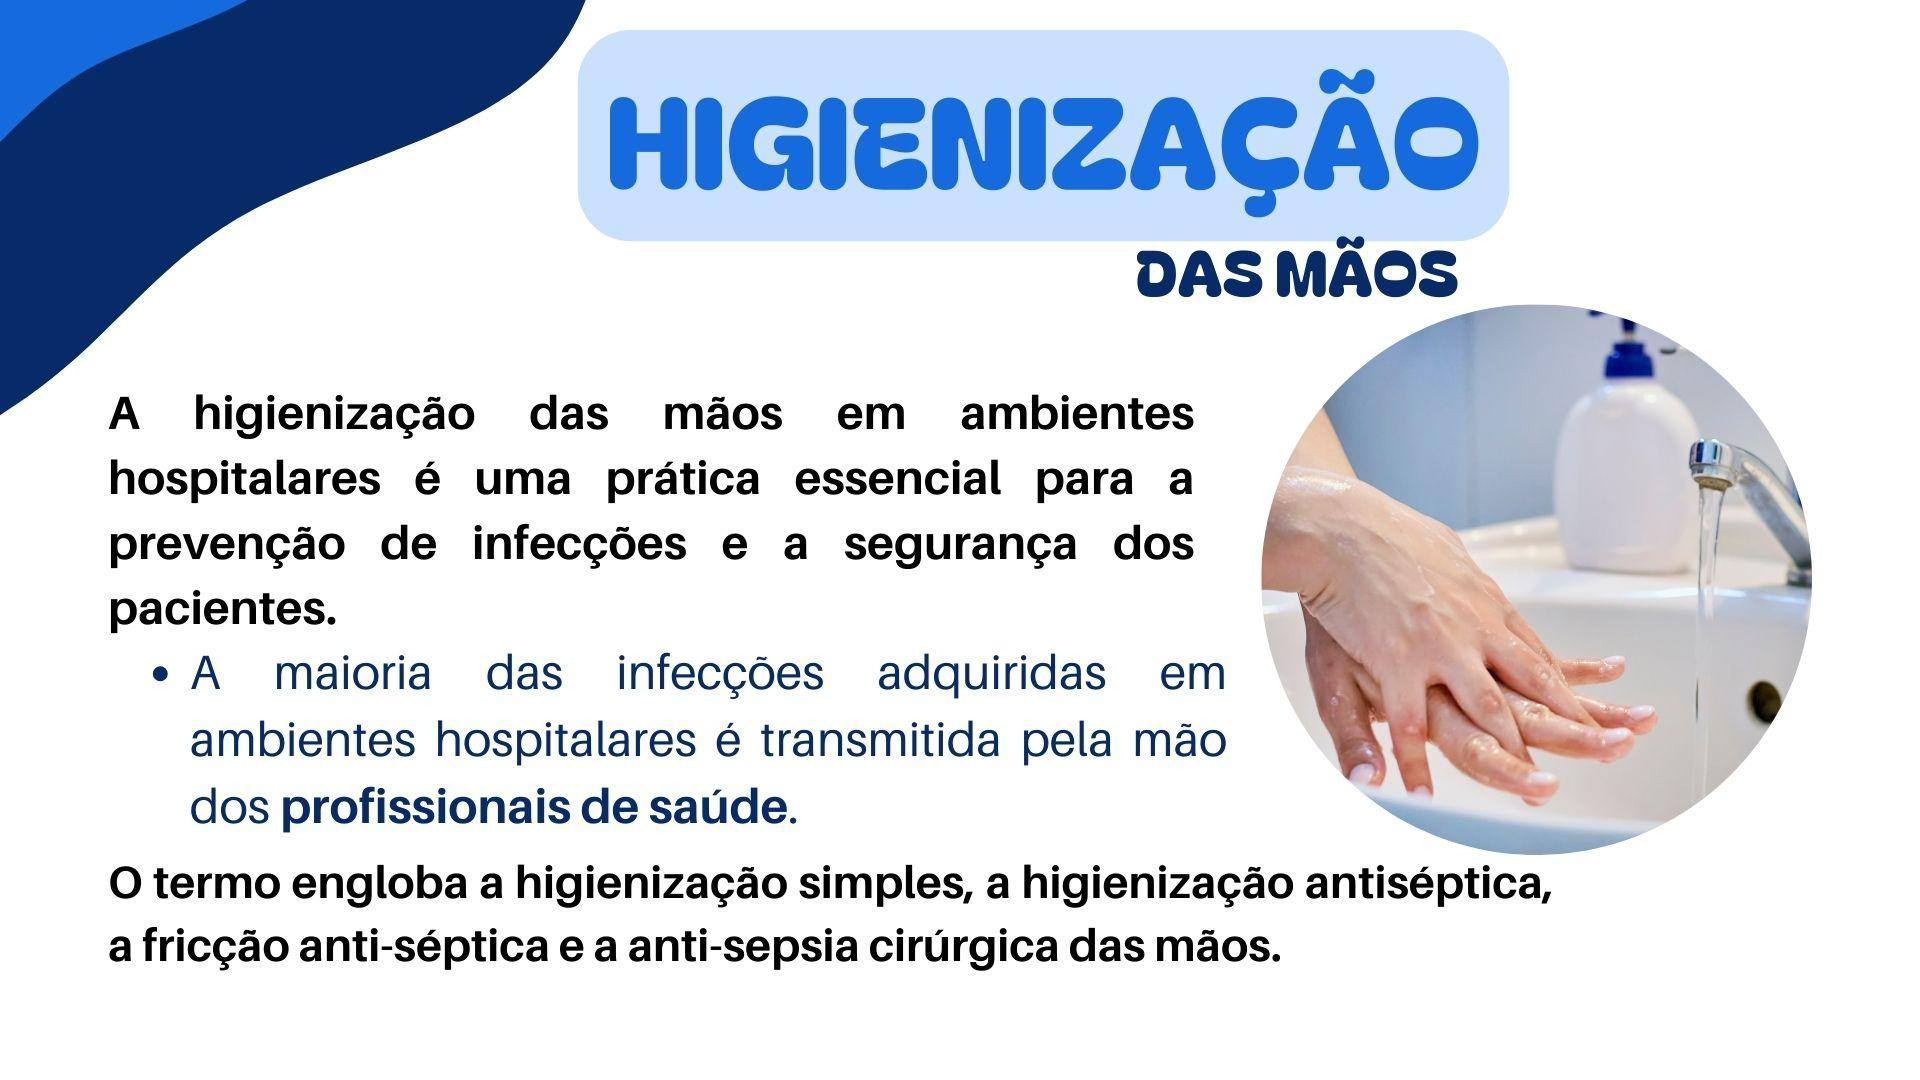 HIGIENIZAÇÃO
DAS MÃOS
A higienização das mãos em ambientes
hospitalares é uma prática essencial para a
prevenção de infecções e a segurança dos
pacientes.
• A maioria das infecções adquiridas em
ambientes hospitalares é transmitida pela mão
dos profissionais de saúde.
O termo engloba a higienização simples, a higienização antiséptica,
a fricção anti-séptica e a anti-sepsia cirúrgica das mãos.